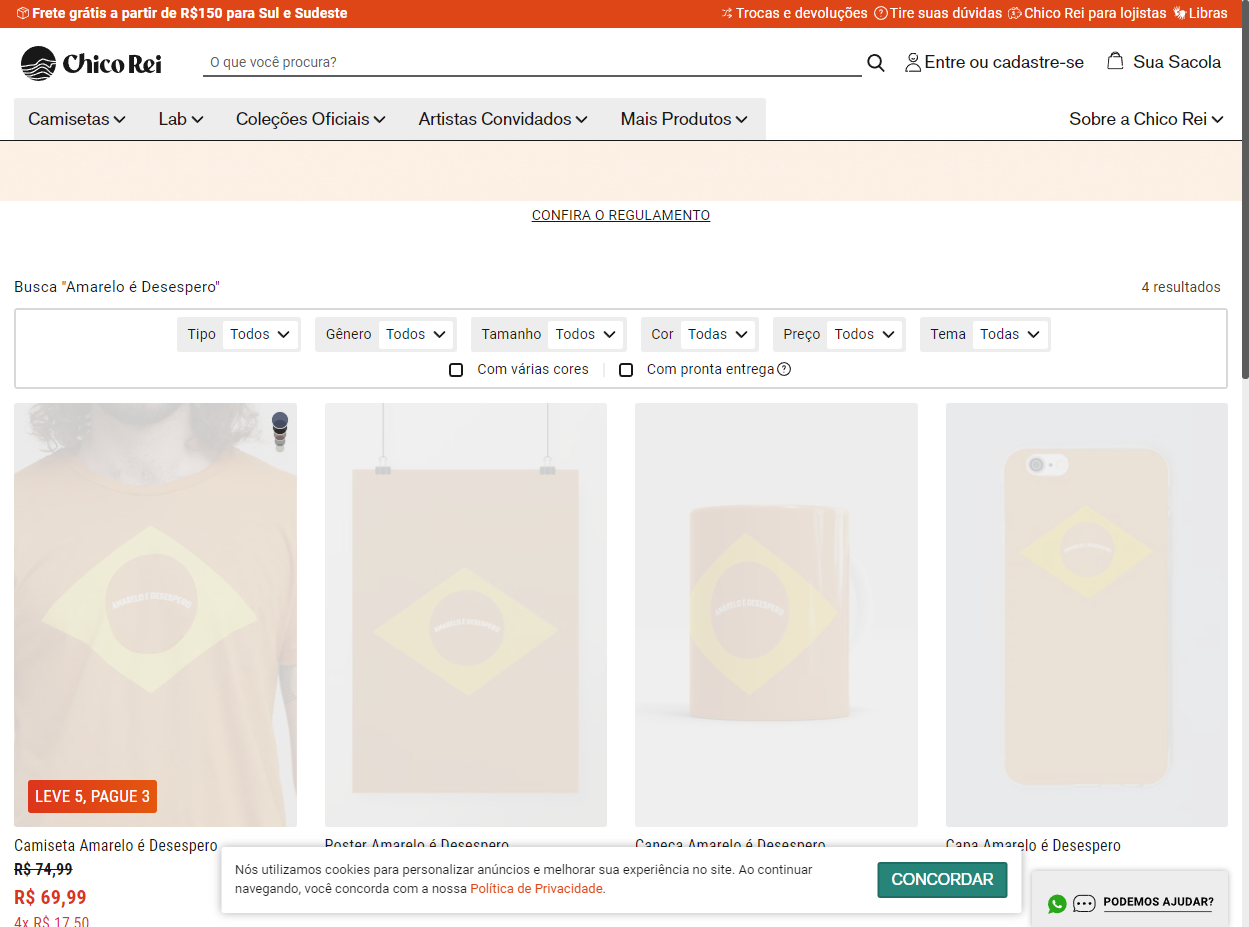 Frete grátis a partir de R$150 para Sul e Sudeste
Trocas e devoluções
Tire suas dúvidas
Chico Rei para lojistas
Libras
Chico Rei
O que você procura?
Entre ou cadastre-se
Sua Sacola
Camisetas
Lab
Coleções Oficiais
Artistas Convidados
Mais Produtos
Sobre a Chico Rei
CONFIRA O REGULAMENTO
Busca "Amarelo é Desespero"
4 resultados
Tipo Todos
Gênero Todos
Tamanho Todos
Cor Todas
Preço Todos
Tema Todas
Com várias cores
Com pronta entrega
AMARELO É DESESPERO
AMARELO É DESESPERO
AMARELO É DESESPERO
AMARELO É DESESPERO
LEVE 5, PAGUE 3
Camiseta Amarelo é Desespero
R$ 74,99
R$ 69,99
4x R$ 17,50
Poster Amarelo é Desespero
Caneca Amarelo é Desespero
Capa Amarelo é Desespero
Nós utilizamos cookies para personalizar anúncios e melhorar sua experiência no site. Ao continuar
navegando, você concorda com a nossa Política de Privacidade.
CONCORDAR
PODEMOS AJUDAR?